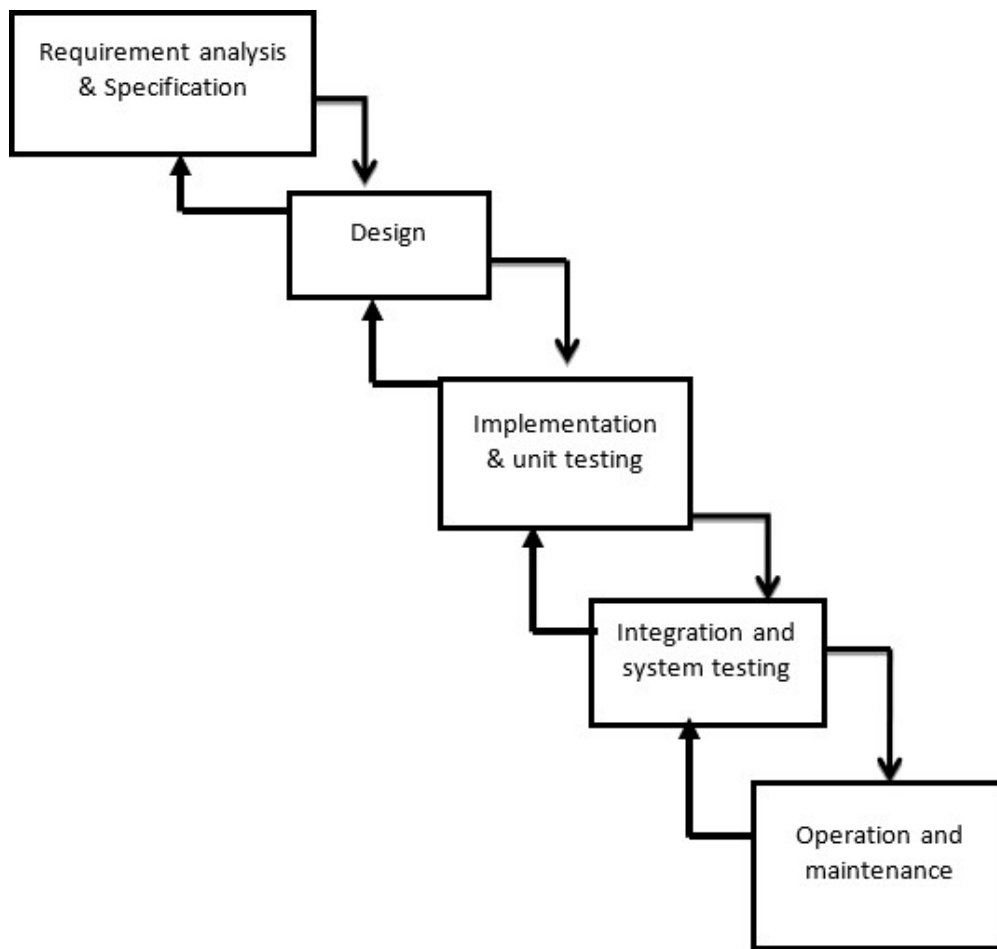 Requirement analysis
& Specification
Design
Implementation
& unit testing
Integration and
system testing
Operation and
maintenance